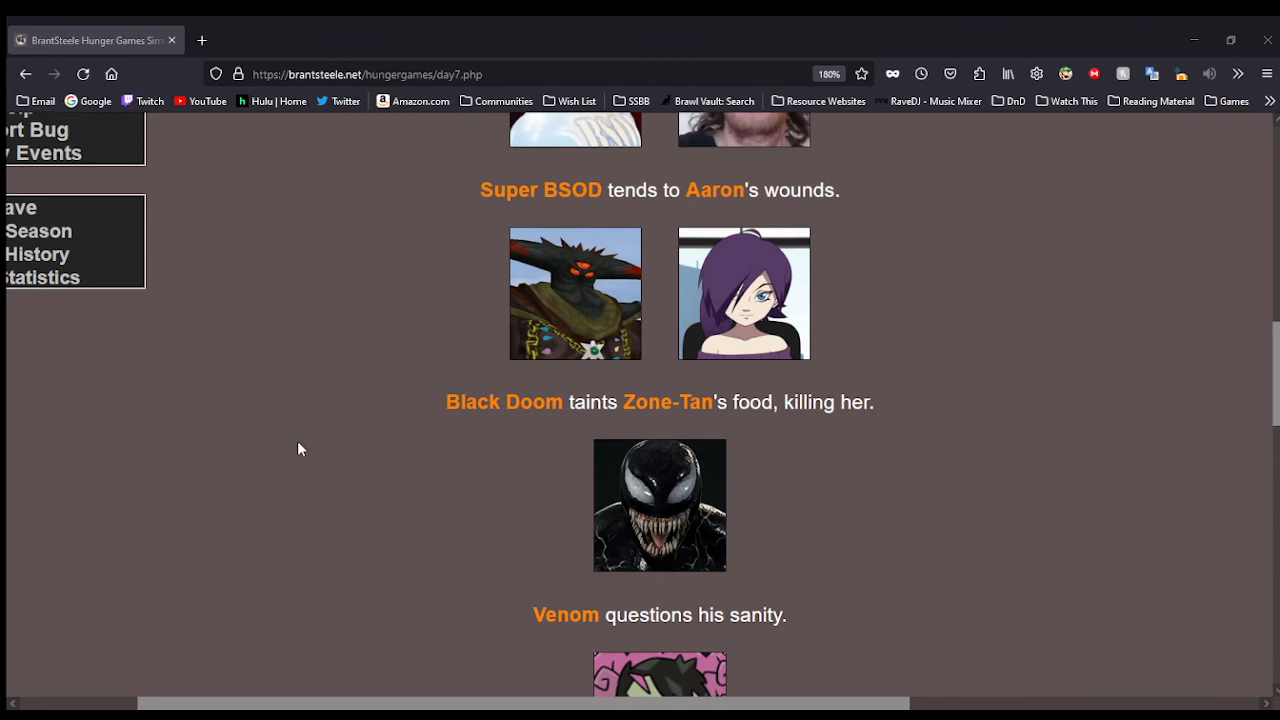 BrantSteele Hunger Games Sim
https://brantsteele.net/hungergames/day7.php
180%
Email
Google
Twitch
YouTube
Hulu | Home
Twitter
Amazon.com
Communities
Wish List
SSBB
Brawl Vault: Search
Resource Websites
RaveDJ - Music Mixer
DnD
Watch This
Reading Material
Games
ort Bug
y Events
ave
Season
History
Statistics
Super BSOD tends to Aaron's wounds.
Black Doom taints Zone-Tan's food, killing her.
Venom questions his sanity.